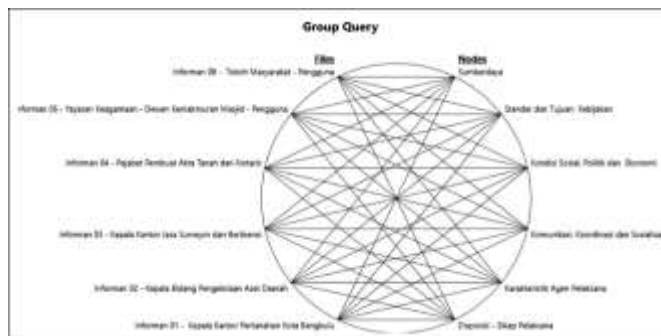 Group Query
Files
Nodes
Informan 06 - Tokoh Masyarakat - Pengguna
Sumberdaya
Informan 05 - Yayasan Keagamaan - Dewan Kemakmuran Masjid - Pengguna
Standar dan Tujuan Kebijakan
Informan 04 - Pejabat Pembuat Akta Tanah dan Notaris
Kondisi Sosial, Politik dan Ekonomi
Informan 03 - Kepala Kantor Jasa Surveyor dan Berlisensi
Komunikasi, Koordinasi dan Sosialisasi
Informan 02 - Kepala Bidang Pengelolaan Aset Daerah
Karakteristik Agen Pelaksana
Informan 01 - Kepala Kantor Pertanahan Kota Bengkulu
Disposisi - Sikap Pelaksana